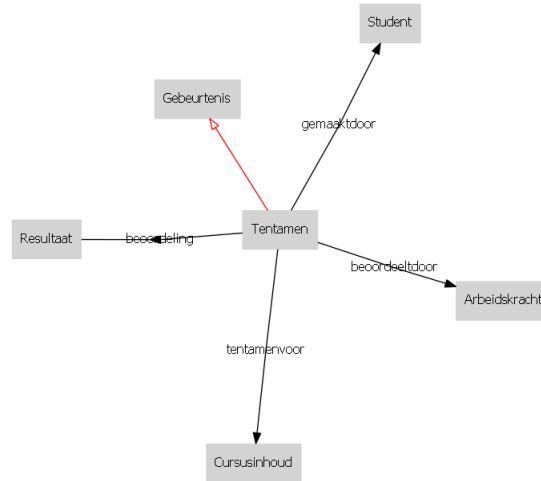 Student
Gebeurtenis
gemaaktdoor
Tentamen
Resultaat
beoordeling
beoordeeltdoor
Arbeidskracht
tentamenvoor
Cursusinhoud